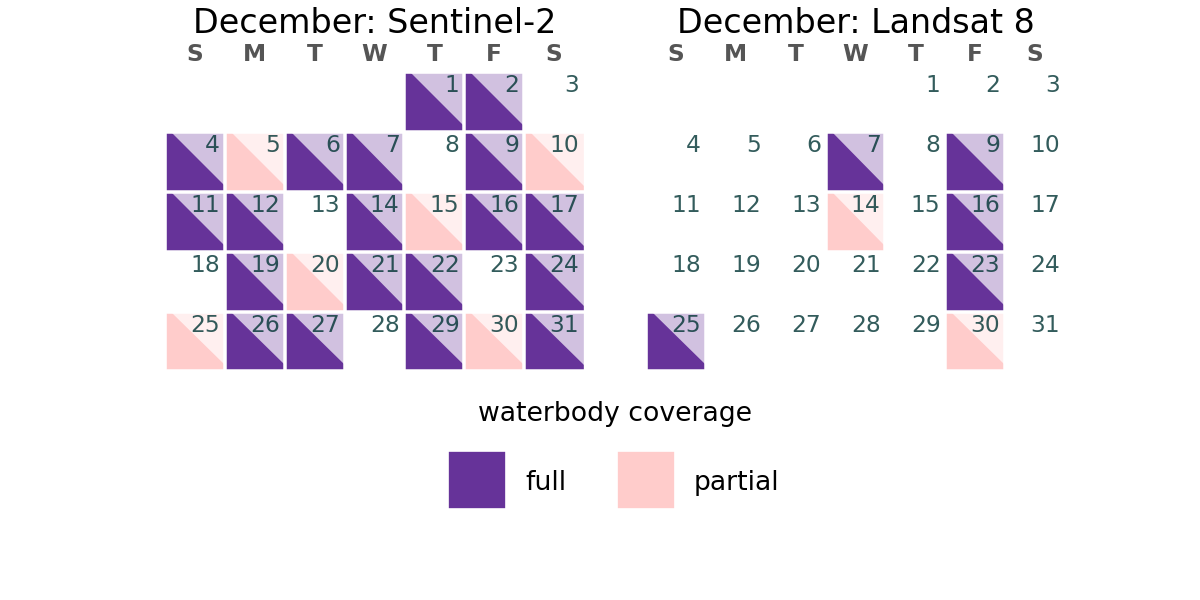 December: Sentinel-2
S M T W T F S
1 2 3
4 5 6 7 8 9 10
11 12 13 14 15 16 17
18 19 20 21 22 23 24
25 26 27 28 29 30 31
December: Landsat 8
S M T W T F S
1 2 3
4 5 6 7 8 9 10
11 12 13 14 15 16 17
18 19 20 21 22 23 24
25 26 27 28 29 30 31
waterbody coverage
full partial